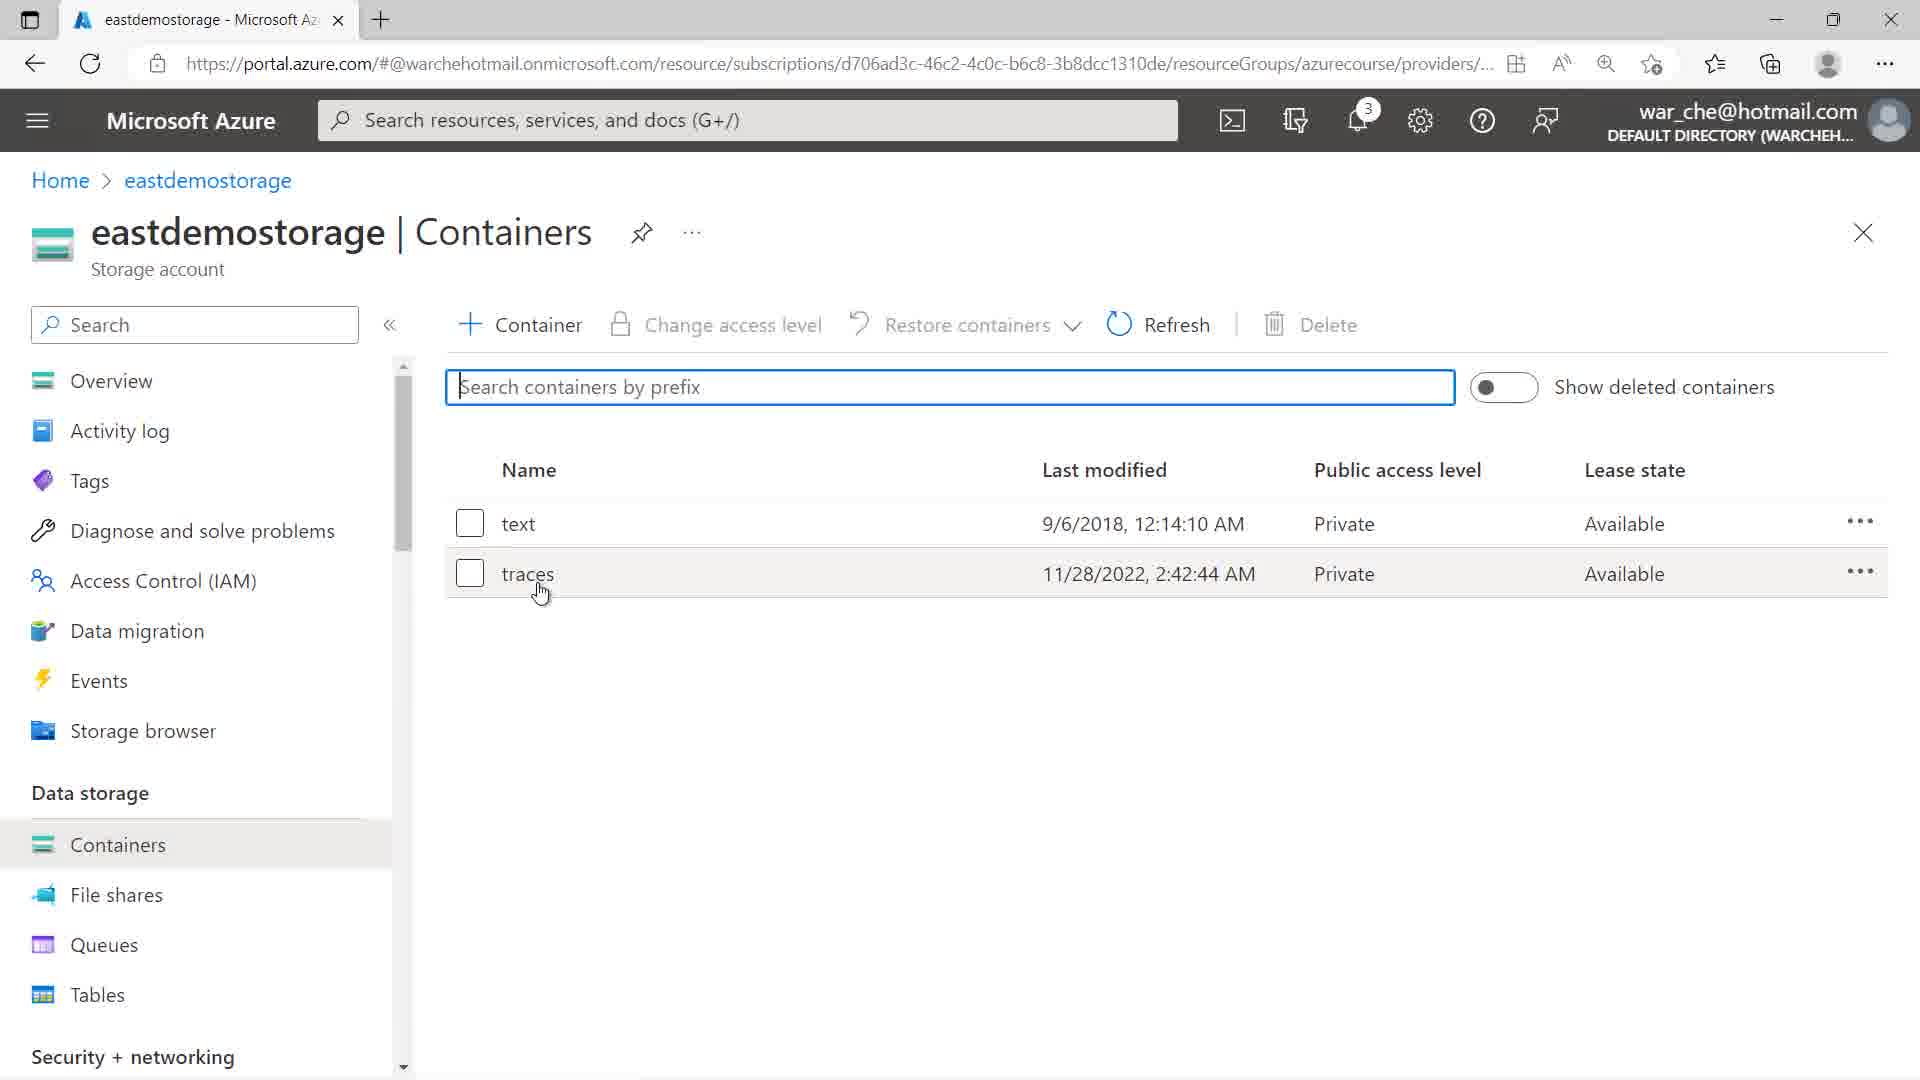 eastdemostorage - Microsoft Az
https://portal.azure.com/#@warchehotmail.onmicrosoft.com/resource/subscriptions/d706ad3c-46c2-4c0c-b6c8-3b8dcc1310de/resourceGroups/azurecourse/providers/...
Microsoft Azure
Search resources, services, and docs (G+/)
3
war_che@hotmail.com
DEFAULT DIRECTORY (WARCHEH...
Home > eastdemostorage
eastdemostorage | Containers
Storage account
Search
Container
Change access level
Restore containers
Refresh
Delete
Search containers by prefix
Show deleted containers
Name Last modified Public access level Lease state
text 9/6/2018, 12:14:10 AM Private Available
traces 11/28/2022, 2:42:44 AM Private Available
Overview
Activity log
Tags
Diagnose and solve problems
Access Control (IAM)
Data migration
Events
Storage browser
Data storage
Containers
File shares
Queues
Tables
Security + networking